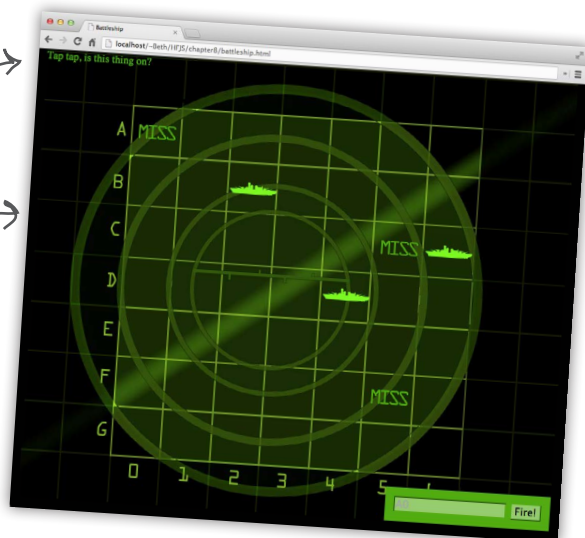 Battleship
localhost/~Beth/HFJS/chapter8/battleship.html
Tap tap, is this thing on?
A MISS
B
C MISS
D
E
F MISS
G
0 1 2 3 4 5
Fire!